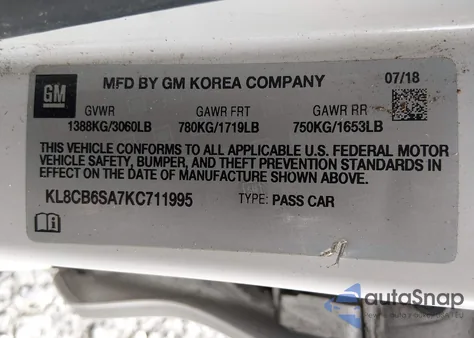 GM MFD BY GM KOREA COMPANY 07/18
GVWR GAWR FRT GAWR RR
1388KG/3060LB 780KG/1719LB 750KG/1653LB
THIS VEHICLE CONFORMS TO ALL APPLICABLE U.S. FEDERAL MOTOR
VEHICLE SAFETY, BUMPER, AND THEFT PREVENTION STANDARDS IN
EFFECT ON THE DATE OF MANUFACTURE SHOWN ABOVE.
KL8CB6SA7KC711995 TYPE: PASS CAR
autoSnap